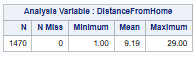 Analysis Variable : DistanceFromHome
N N Miss Minimum Mean Maximum
1470 0 1.00 9.19 29.00